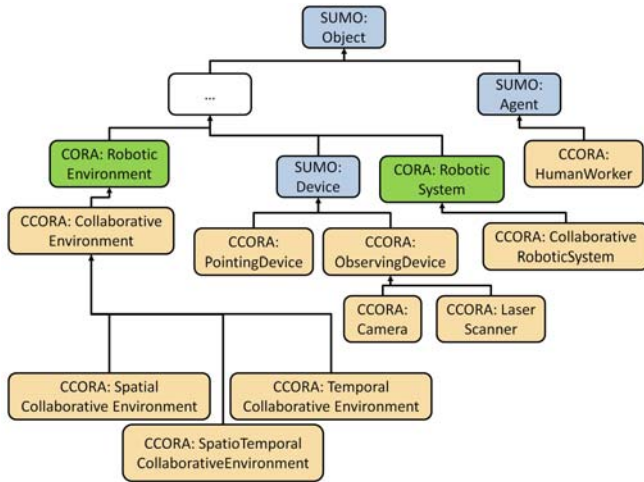 SUMO:
Object
...
SUMO:
Agent
CORA: Robotic
Environment
SUMO:
Device
CORA: Robotic
System
CCORA:
HumanWorker
CCORA: Collaborative
Environment
CCORA:
PointingDevice
CCORA:
ObservingDevice
CCORA: Collaborative
RoboticSystem
CCORA:
Camera
CCORA: Laser
Scanner
CCORA: Spatial
Collaborative Environment
CCORA: Temporal
Collaborative Environment
CCORA: SpatioTemporal
CollaborativeEnvironment